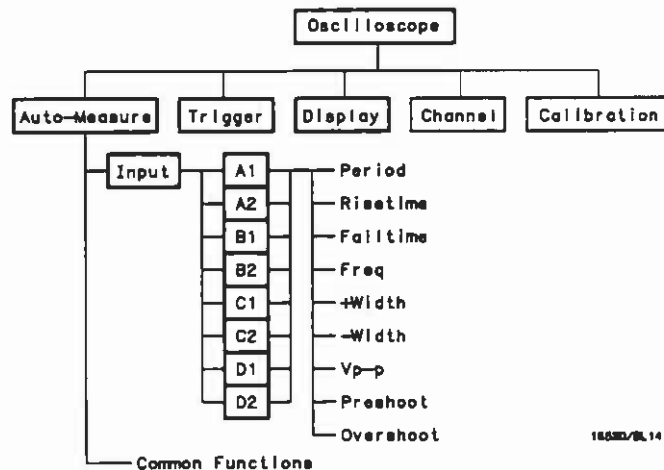 Oscilloscope
Auto-Measure Trigger Display Channel Calibration
Input A1 Period
A2 Risetime
B1 Falltime
B2 Freq
C1 +Width
C2 -Width
D1 Vp-p
D2 Preshoot
Overshoot
Common Functions